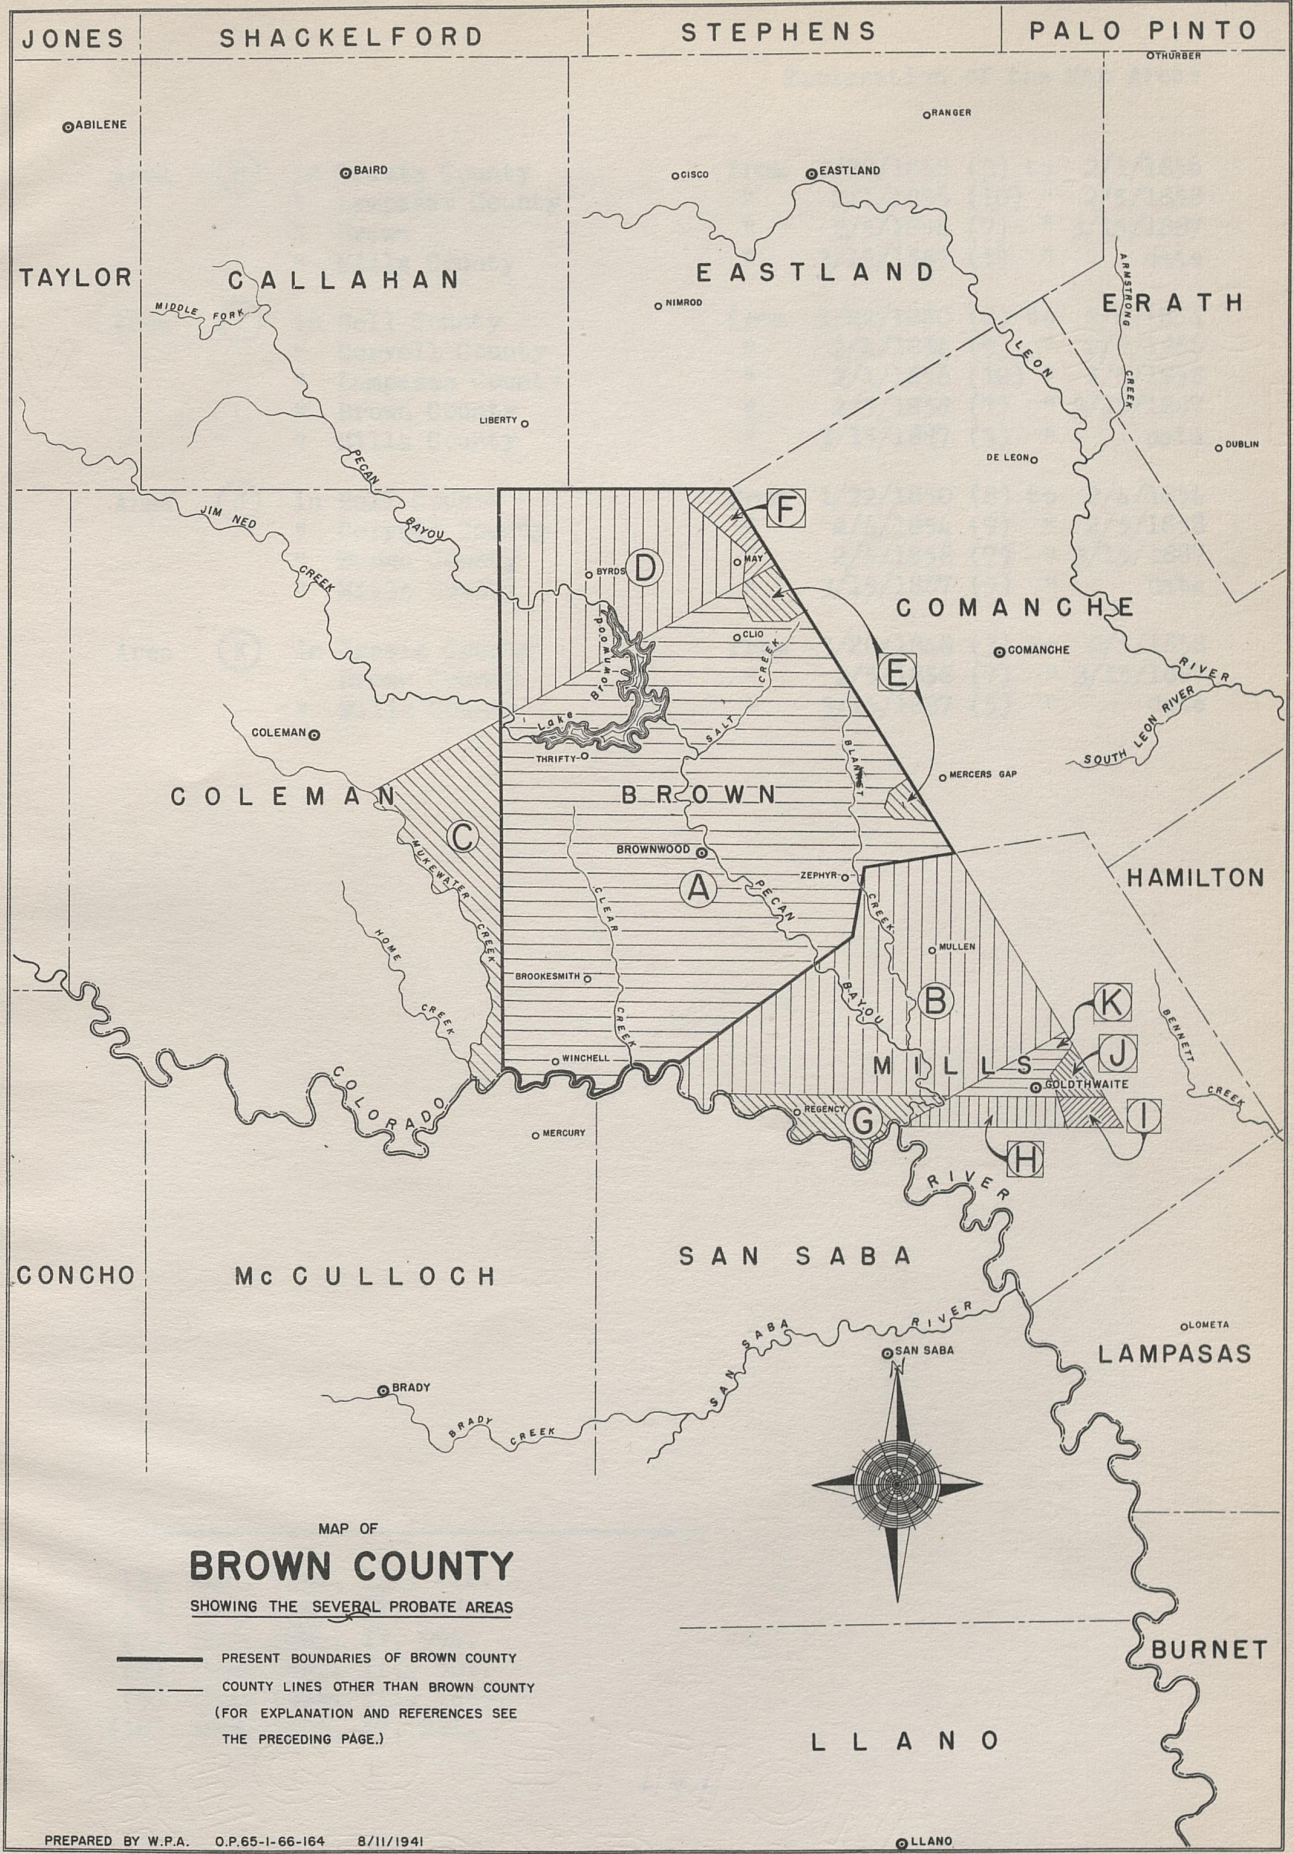 JONES
SHACKELFORD
STEPHENS
PALO PINTO
THURBER
ABILENE
RANGER
BAIRD
CISCO
EASTLAND
TAYLOR
CALLAHAN
EASTLAND
ARMSTRONG
ERATH
MIDDLE FORK
NIMROD
LEON
CREEK
LIBERTY
DUBLIN
DE LEON
PECAN
JIM NED
BAYOU
F
MAY
BYRDS
D
CREEK
COMANCHE
Lake Brownwood
CLIO
CREEK
COMANCHE
E
RIVER
SOUTH LEON RIVER
SALT
COLEMAN
THRIFTY
BLANKET
MERCERS GAP
COLEMAN
BROWN
C
BROWNWOOD
MUKEWATER
ZEPHYR
HAMILTON
A
PECAN
CLEAR
CREEK
HOME
CREEK
MULLEN
BROOKESMITH
BAYOU
B
K
CREEK
CREEK
BENNETT
WINCHELL
MILLS
J
COLORADO
GOLDTHWAITE
CREEK
REGENCY
G
I
MERCURY
H
RIVER
SAN SABA
CONCHO
McCULLOCH
SAN SABA
RIVER
LOMETA
SAN SABA
LAMPASAS
N
BRADY
BRADY
CREEK
MAP OF
BROWN COUNTY
SHOWING THE SEVERAL PROBATE AREAS
PRESENT BOUNDARIES OF BROWN COUNTY
COUNTY LINES OTHER THAN BROWN COUNTY
(FOR EXPLANATION AND REFERENCES SEE
THE PRECEDING PAGE.)
BURNET
LLANO
PREPARED BY W.P.A. O.P.65-1-66-164 8/11/1941
LLANO